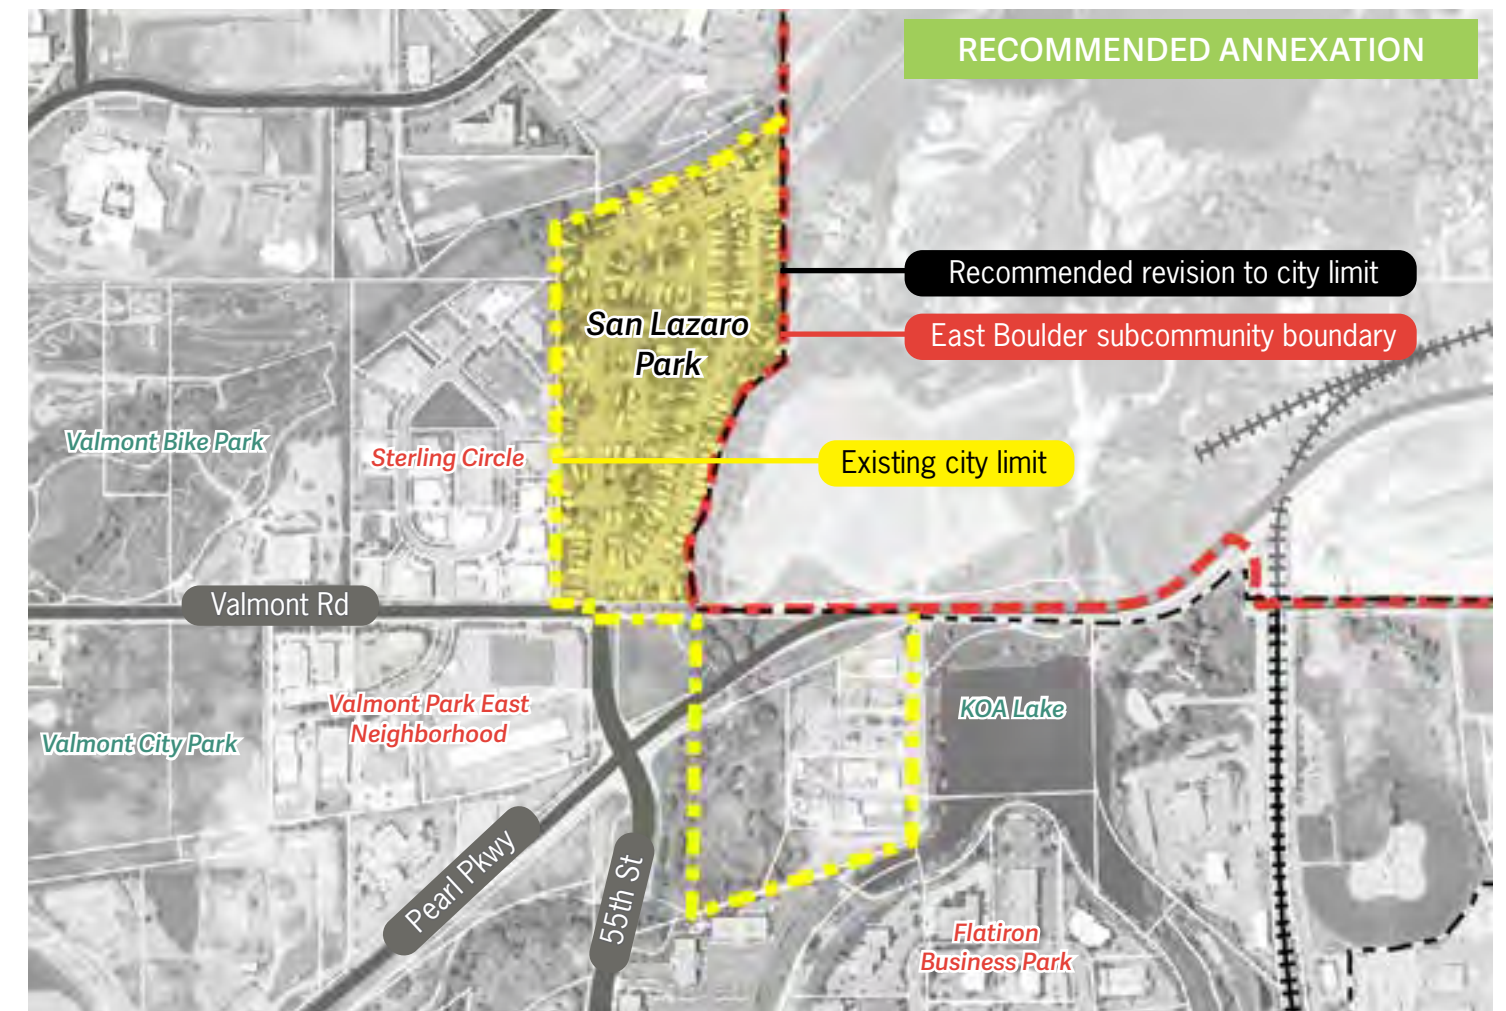 RECOMMENDED ANNEXATION
Recommended revision to city limit
San Lazaro
Park
East Boulder subcommunity boundary
Valmont Bike Park
Sterling Circle
Existing city limit
Valmont Rd
Valmont Park East
Neighborhood
KOA Lake
Valmont City Park
Pearl Pkwy
55th St
Flatiron
Business Park